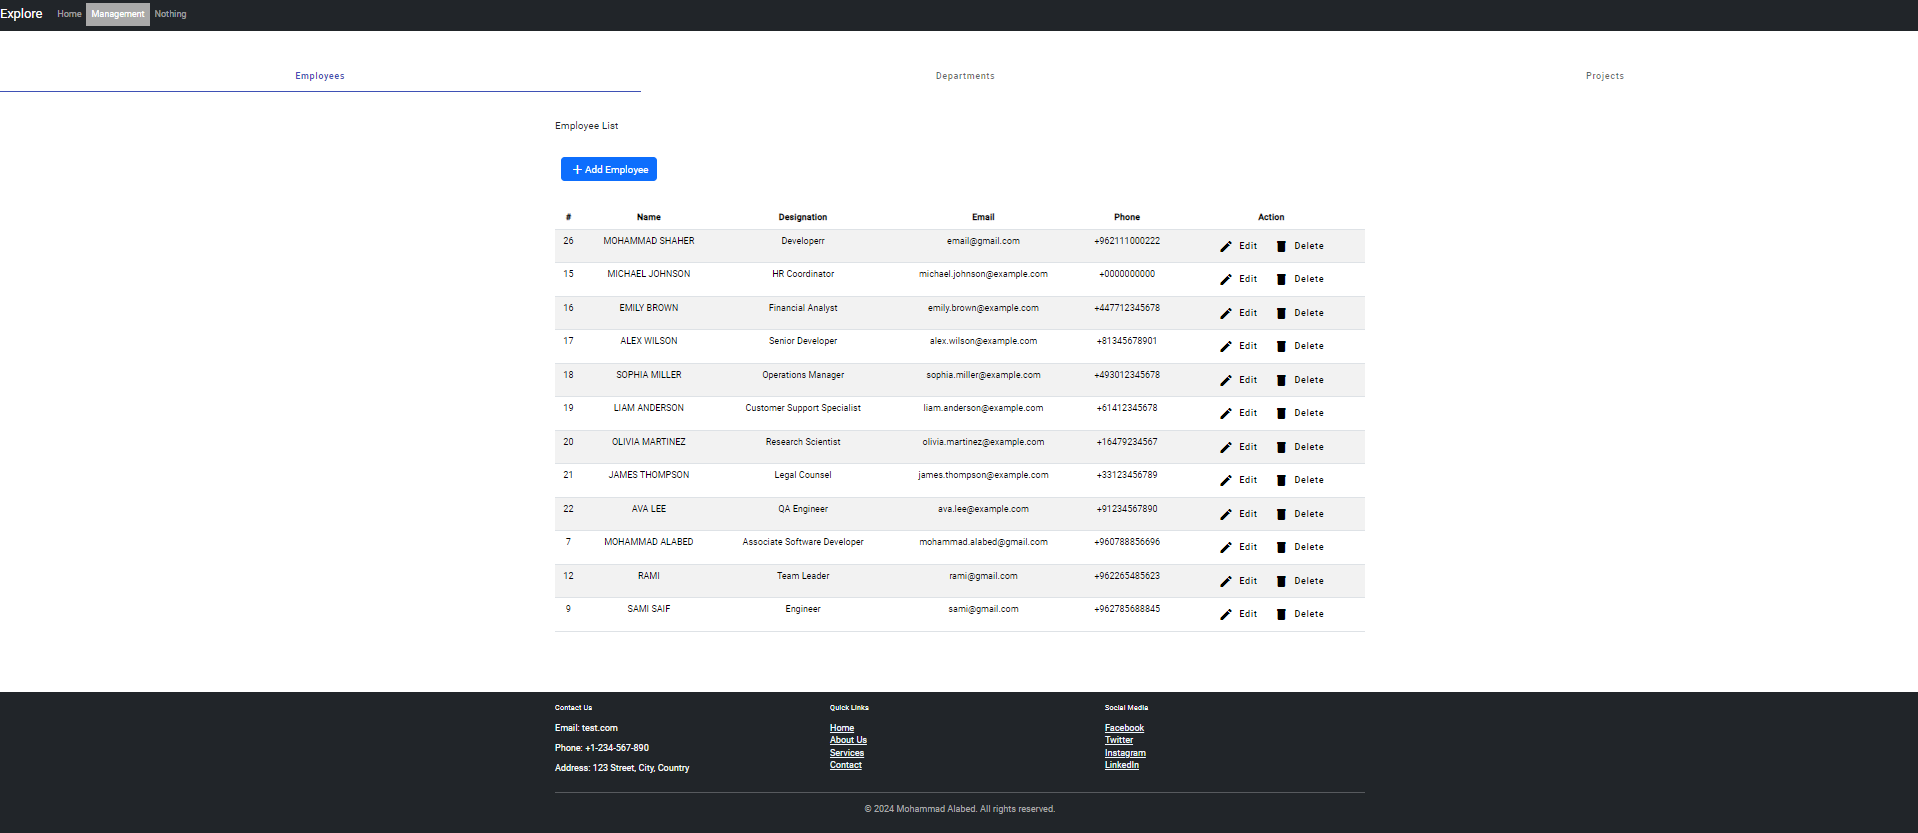 Explore Home Management Nothing
Employees Departments Projects
Employee List
+ Add Employee
# Name Designation Email Phone Action
26 MOHAMMAD SHAHER Developerr email@gmail.com +962111000222 Edit Delete
15 MICHAEL JOHNSON HR Coordinator michael.johnson@example.com +0000000000 Edit Delete
16 EMILY BROWN Financial Analyst emily.brown@example.com +447712345678 Edit Delete
17 ALEX WILSON Senior Developer alex.wilson@example.com +81345678901 Edit Delete
18 SOPHIA MILLER Operations Manager sophia.miller@example.com +493012345678 Edit Delete
19 LIAM ANDERSON Customer Support Specialist liam.anderson@example.com +61412345678 Edit Delete
20 OLIVIA MARTINEZ Research Scientist olivia.martinez@example.com +16479234567 Edit Delete
21 JAMES THOMPSON Legal Counsel james.thompson@example.com +33123456789 Edit Delete
22 AVA LEE QA Engineer ava.lee@example.com +91234567890 Edit Delete
7 MOHAMMAD ALABED Associate Software Developer mohammad.alabed@gmail.com +960788856696 Edit Delete
12 RAMI Team Leader rami@gmail.com +962265485623 Edit Delete
9 SAMI SAIF Engineer sami@gmail.com +962785688845 Edit Delete
Contact Us
Email: test.com
Phone: +1-234-567-890
Address: 123 Street, City, Country
Quick Links
Home
About Us
Services
Contact
Social Media
Facebook
Twitter
Instagram
LinkedIn
© 2024 Mohammad Alabed. All rights reserved.